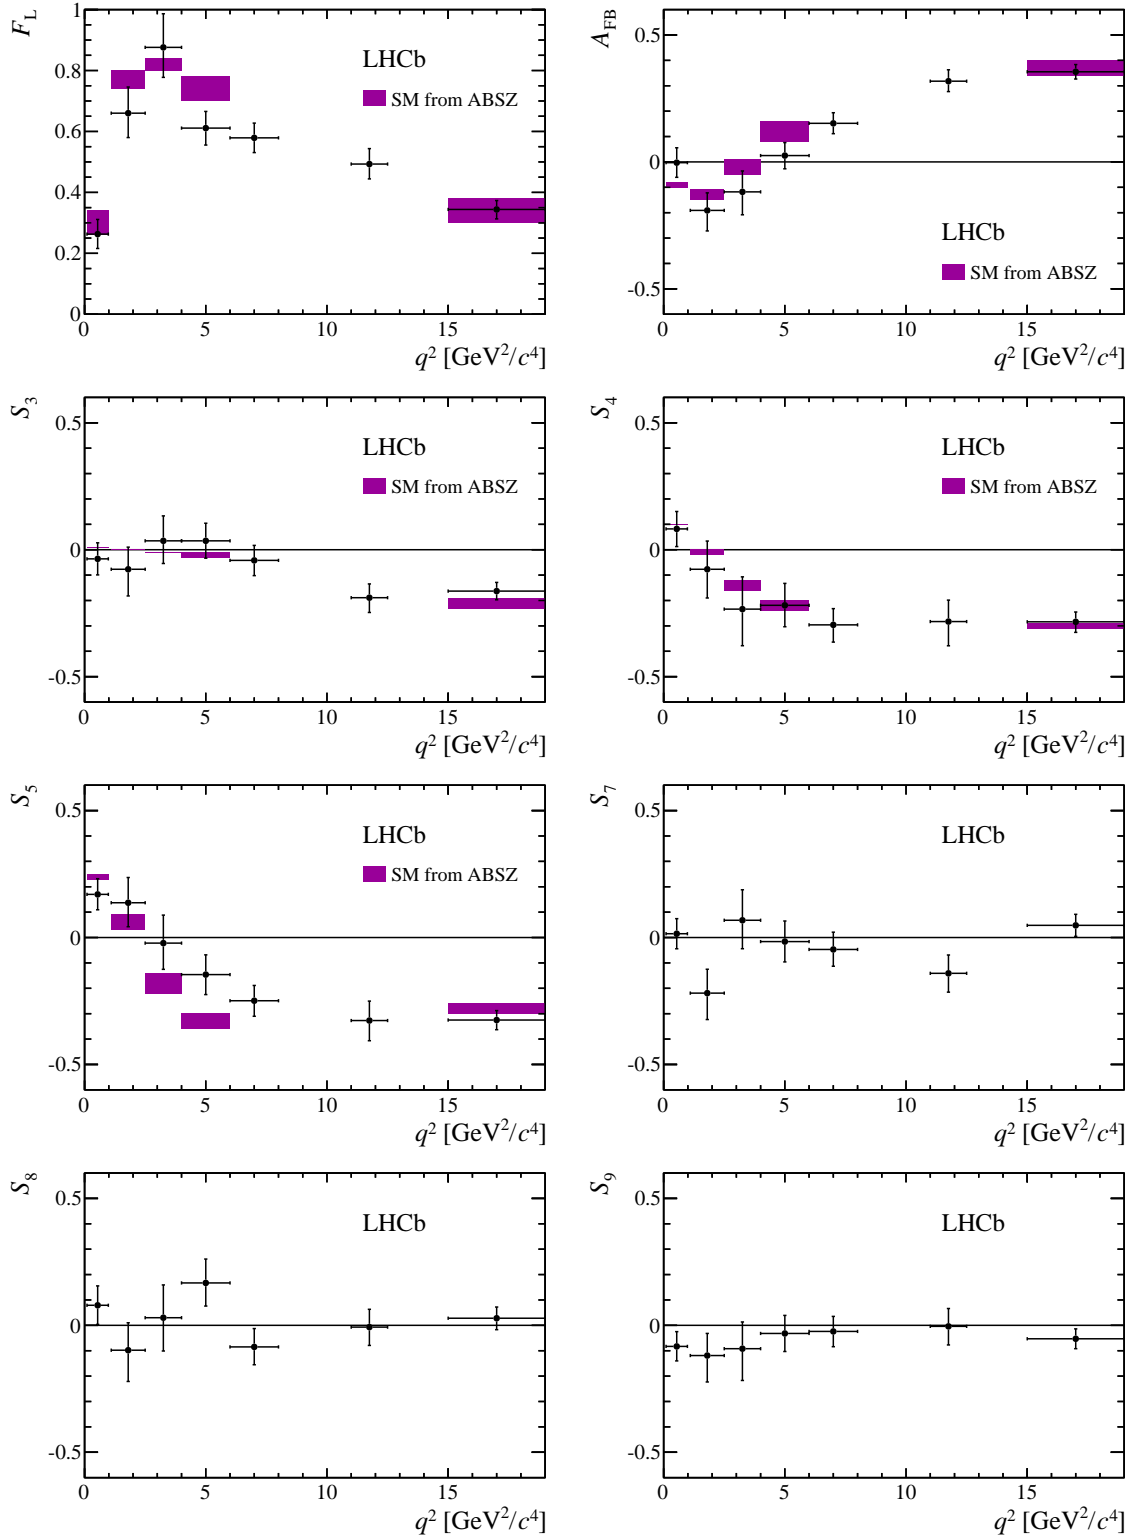 F_L
1
0.8
0.6
0.4
0.2
0
LHCb
SM from ABSZ
0 5 10 15
q² [GeV²/c⁴]
A_FB
0.5
0
-0.5
LHCb
SM from ABSZ
0 5 10 15
q² [GeV²/c⁴]
S_3
0.5
0
-0.5
LHCb
SM from ABSZ
0 5 10 15
q² [GeV²/c⁴]
S_4
0.5
0
-0.5
LHCb
SM from ABSZ
0 5 10 15
q² [GeV²/c⁴]
S_5
0.5
0
-0.5
LHCb
SM from ABSZ
0 5 10 15
q² [GeV²/c⁴]
S_7
0.5
0
-0.5
LHCb
0 5 10 15
q² [GeV²/c⁴]
S_8
0.5
0
-0.5
LHCb
0 5 10 15
q² [GeV²/c⁴]
S_9
0.5
0
-0.5
LHCb
0 5 10 15
q² [GeV²/c⁴]